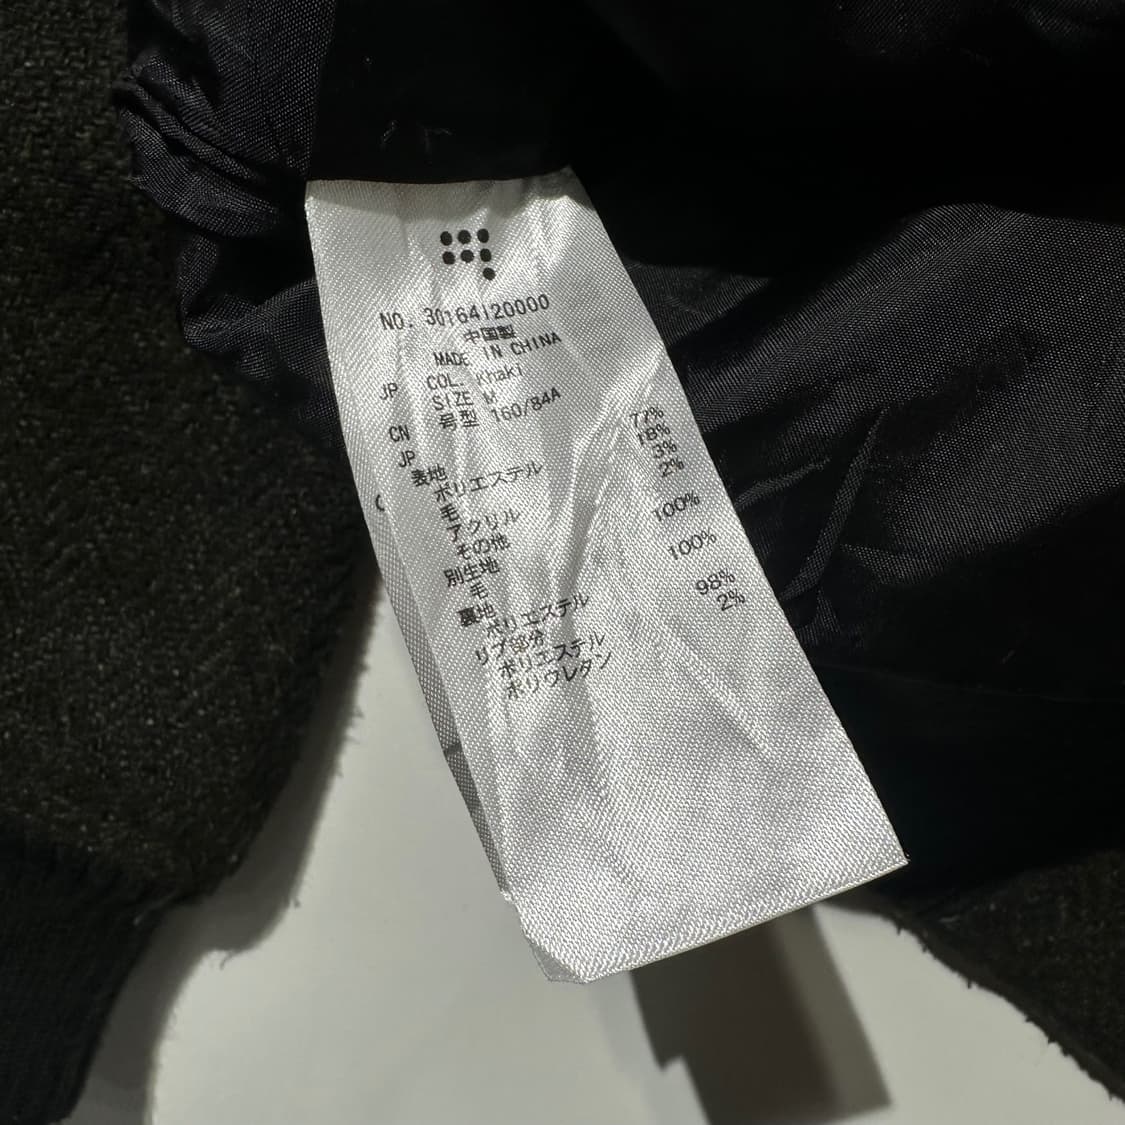 NO. 30164120000
中国製
MADE IN CHINA
JP COL. Khaki
SIZE M
CN 号型 160/84A
JP
表地
ポリエステル 77%
毛 18%
アクリル 3%
その他 2%
別生地
毛 100%
裏地
ポリエステル 100%
リブ部分
ポリエステル 98%
ポリウレタン 2%